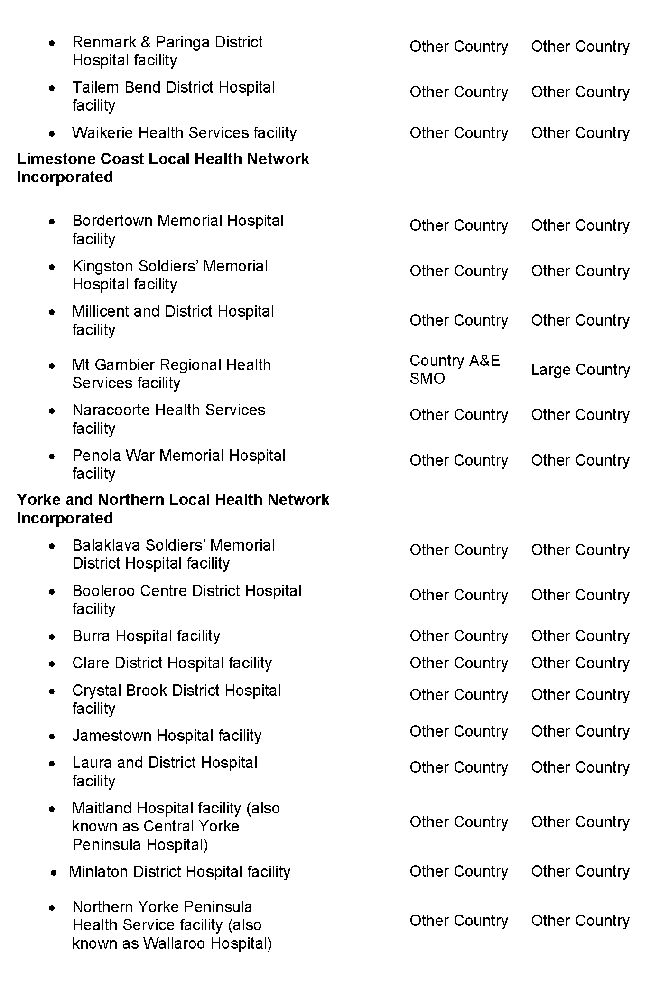 • Renmark & Paringa District
Hospital facility
Other Country Other Country
• Tailem Bend District Hospital
facility
Other Country Other Country
• Waikerie Health Services facility Other Country Other Country
Limestone Coast Local Health Network
Incorporated
• Bordertown Memorial Hospital
facility
Other Country Other Country
• Kingston Soldiers’ Memorial
Hospital facility
Other Country Other Country
• Millicent and District Hospital
facility
Other Country Other Country
• Mt Gambier Regional Health
Services facility
Country A&E
SMO
Large Country
• Naracoorte Health Services
facility
Other Country Other Country
• Penola War Memorial Hospital
facility
Other Country Other Country
Yorke and Northern Local Health Network
Incorporated
• Balaklava Soldiers’ Memorial
District Hospital facility
Other Country Other Country
• Booleroo Centre District Hospital
facility
Other Country Other Country
• Burra Hospital facility Other Country Other Country
• Clare District Hospital facility Other Country Other Country
• Crystal Brook District Hospital
facility
Other Country Other Country
• Jamestown Hospital facility Other Country Other Country
• Laura and District Hospital
facility
Other Country Other Country
• Maitland Hospital facility (also
known as Central Yorke
Peninsula Hospital)
Other Country Other Country
• Minlaton District Hospital facility Other Country Other Country
• Northern Yorke Peninsula
Health Service facility (also
known as Wallaroo Hospital)
Other Country Other Country